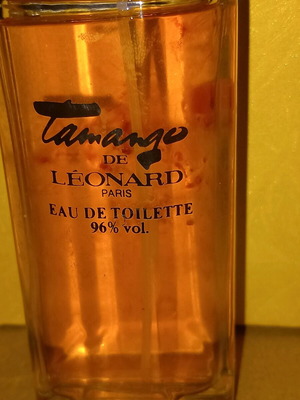 Tamango
DE
LÉONARD
PARIS
EAU DE TOILETTE
96% vol.